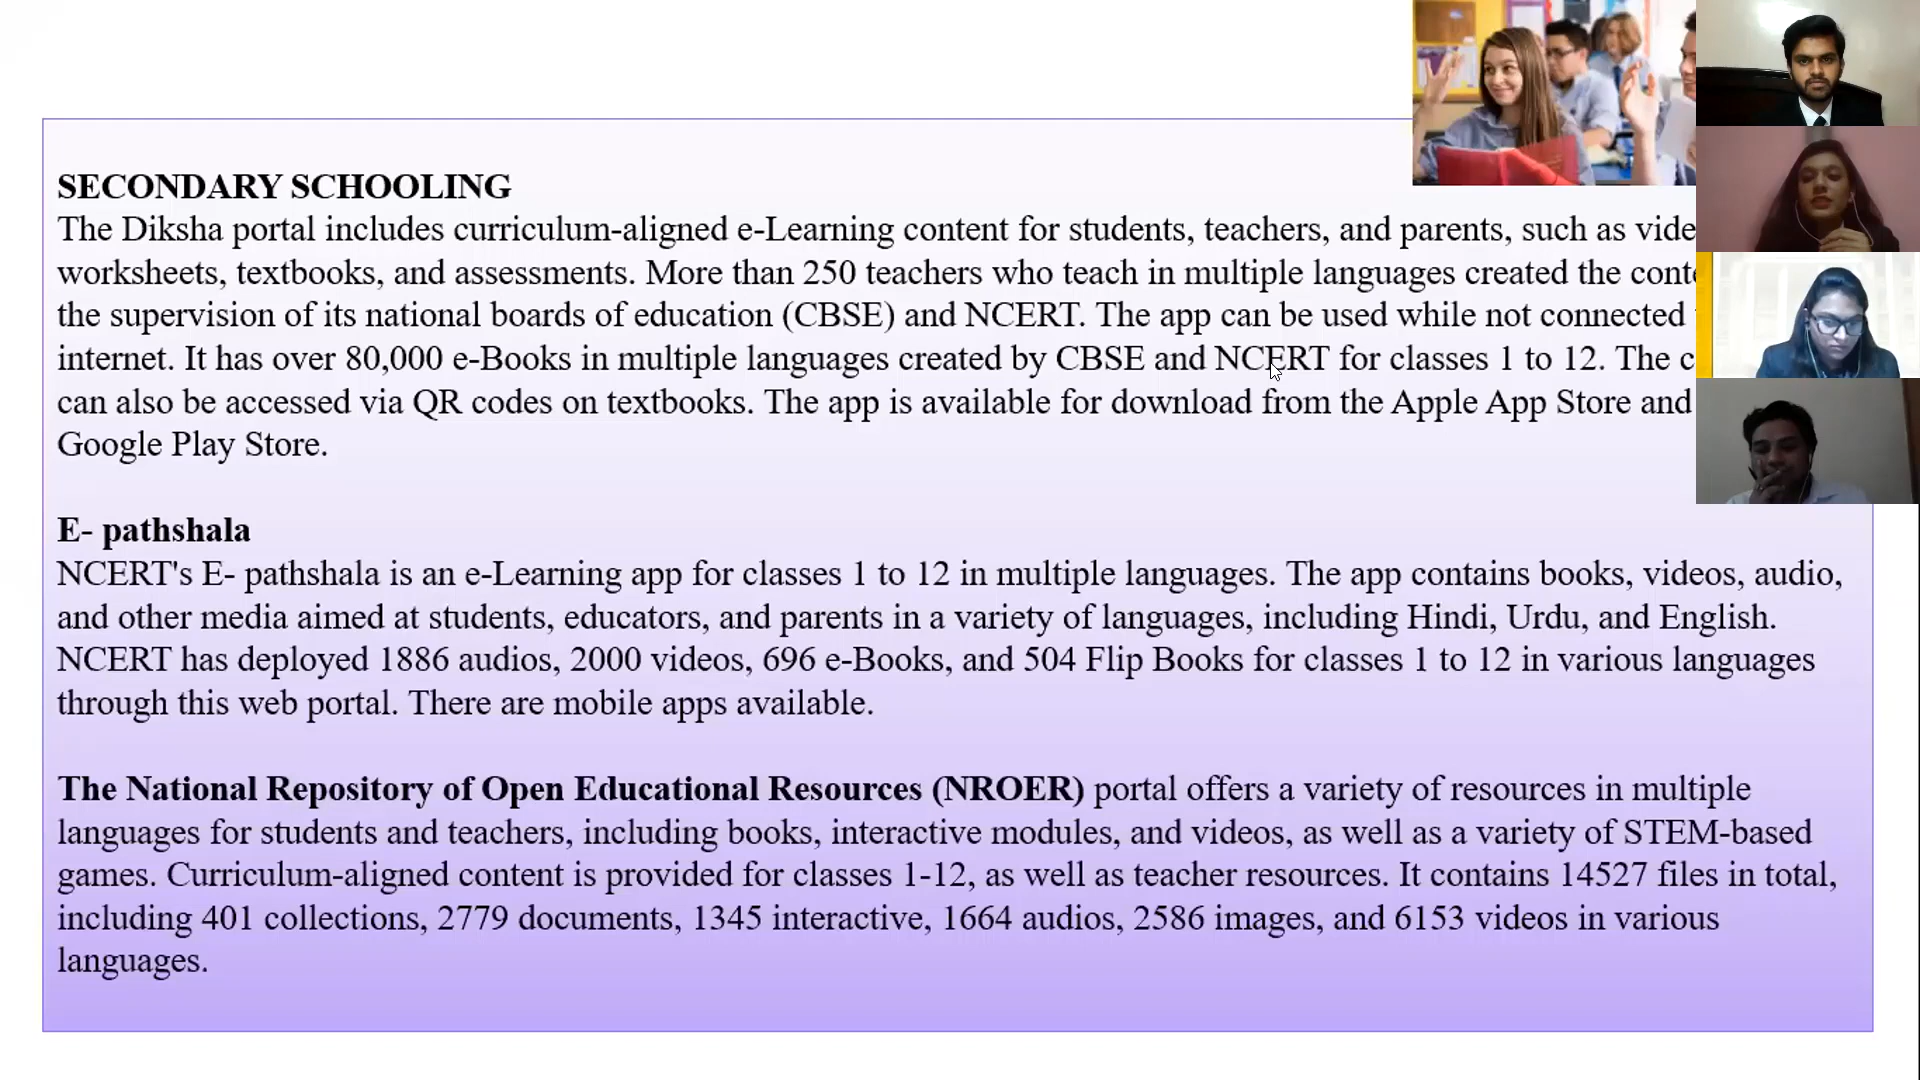 SECONDARY SCHOOLING
The Diksha portal includes curriculum-aligned e-Learning content for students, teachers, and parents, such as
worksheets, textbooks, and assessments. More than 250 teachers who teach in multiple languages created the
the supervision of its national boards of education (CBSE) and NCERT. The app can be used while not connected
internet. It has over 80,000 e-Books in multiple languages created by CBSE and NCERT for classes 1 to 12. The
can also be accessed via QR codes on textbooks. The app is available for download from the Apple App Store and
Google Play Store.
E- pathshala
NCERT's E- pathshala is an e-Learning app for classes 1 to 12 in multiple languages. The app contains books, videos, audio,
and other media aimed at students, educators, and parents in a variety of languages, including Hindi, Urdu, and English.
NCERT has deployed 1886 audios, 2000 videos, 696 e-Books, and 504 Flip Books for classes 1 to 12 in various languages
through this web portal. There are mobile apps available.
The National Repository of Open Educational Resources (NROER) portal offers a variety of resources in multiple
languages for students and teachers, including books, interactive modules, and videos, as well as a variety of STEM-based
games. Curriculum-aligned content is provided for classes 1-12, as well as teacher resources. It contains 14527 files in total,
including 401 collections, 2779 documents, 1345 interactive, 1664 audios, 2586 images, and 6153 videos in various
languages.